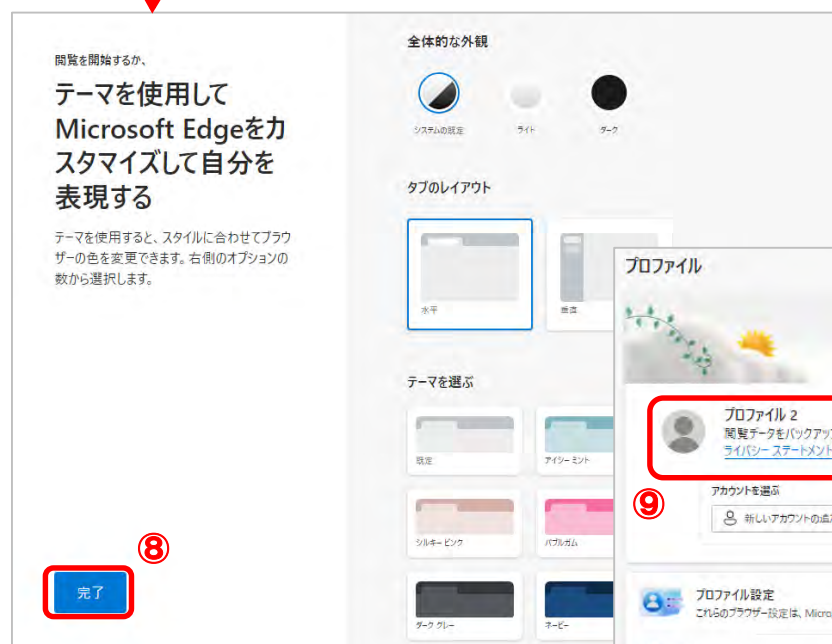 閲覧を開始するか、
テーマを使用して
Microsoft Edgeをカ
スタマイズして自分を
表現する
テーマを使用すると、スタイルに合わせてブラウ
ザーの色を変更できます。右側のオプションの
数から選択します。
⑧
完了
全体的な外観
システムの既定
ライト
ダーク
タブのレイアウト
水平
垂直
テーマを選ぶ
既定
アイシー ミント
シルキー ピンク
バブルガム
ダーク グレー
ネービー
プロファイル
プロファイル 2
閲覧データをバックアップ
ライバシー ステートメント
⑨
アカウントを選ぶ
新しいアカウントの追加
プロファイル設定
これらのブラウザー設定は、Micro